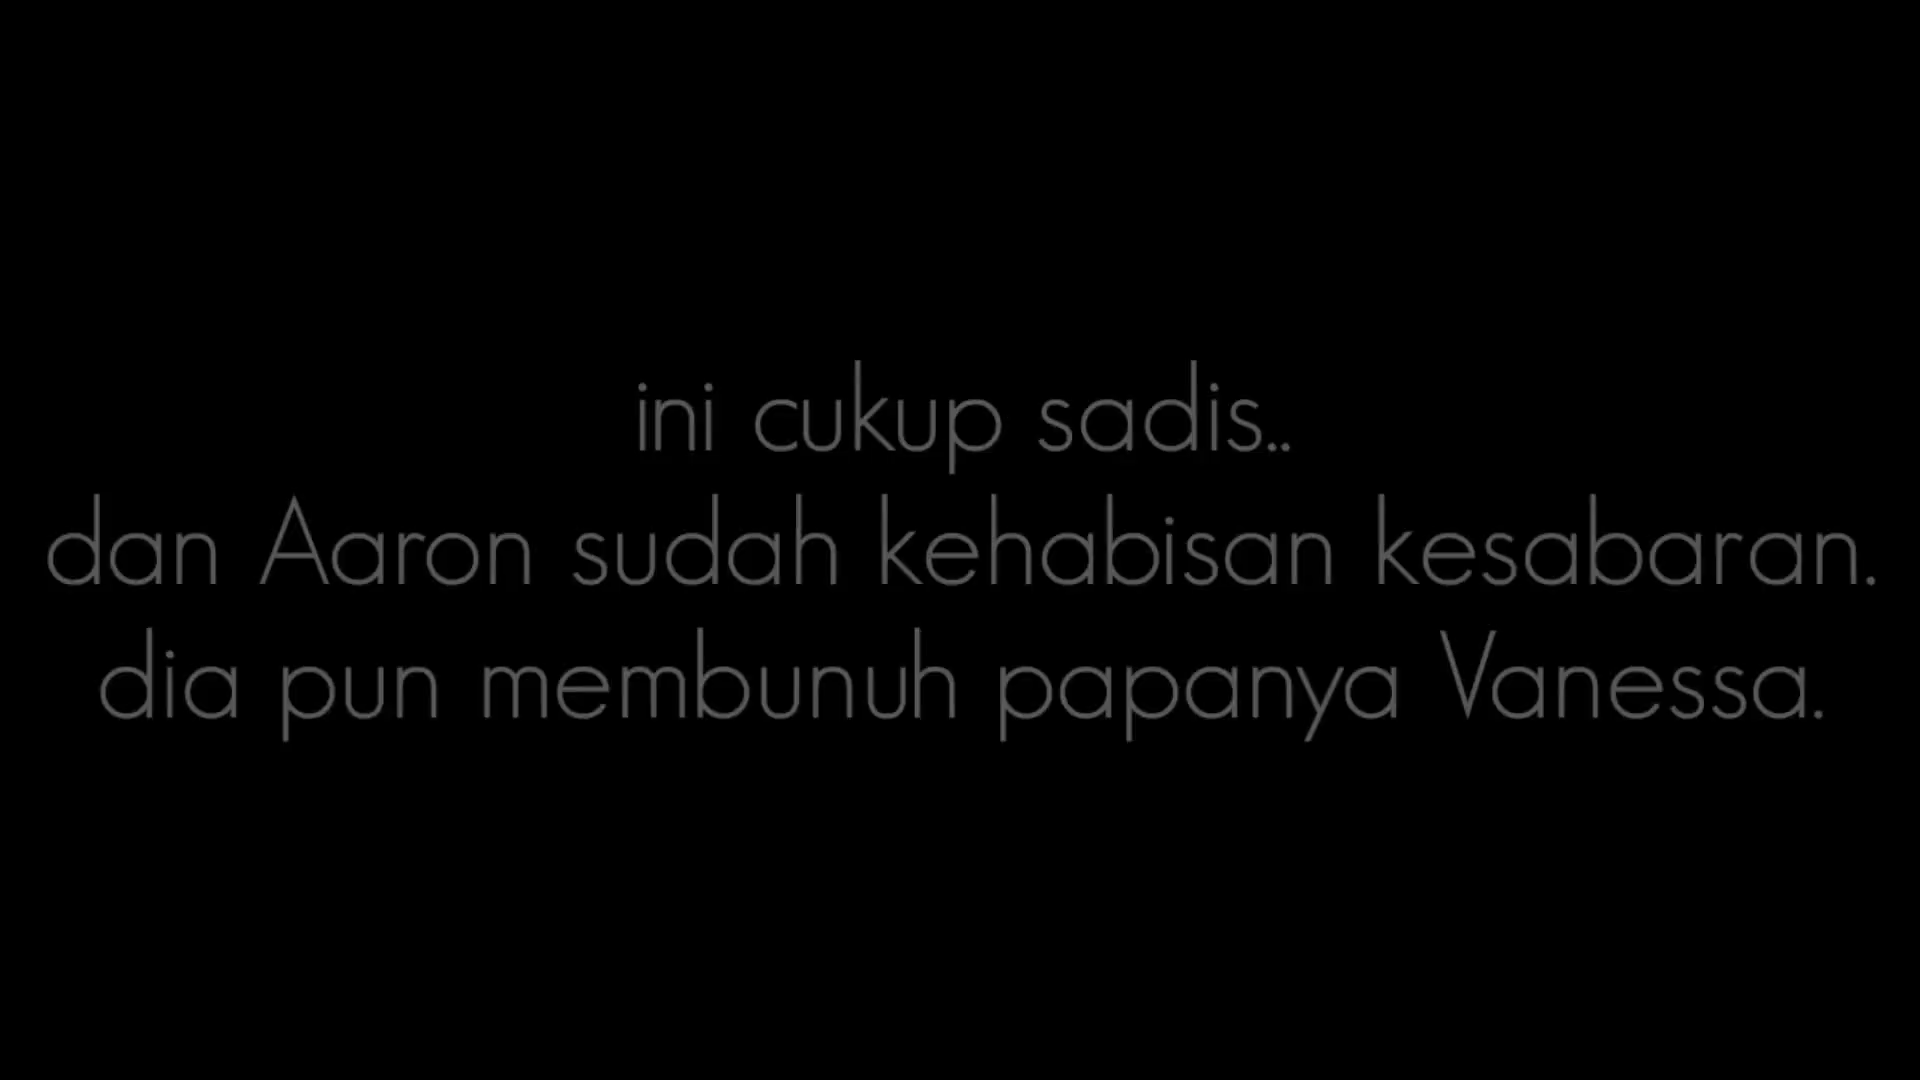 ini cukup sadis..
dan Aaron sudah kehabisan kesabaran.
dia pun membunuh papanya Vanessa.